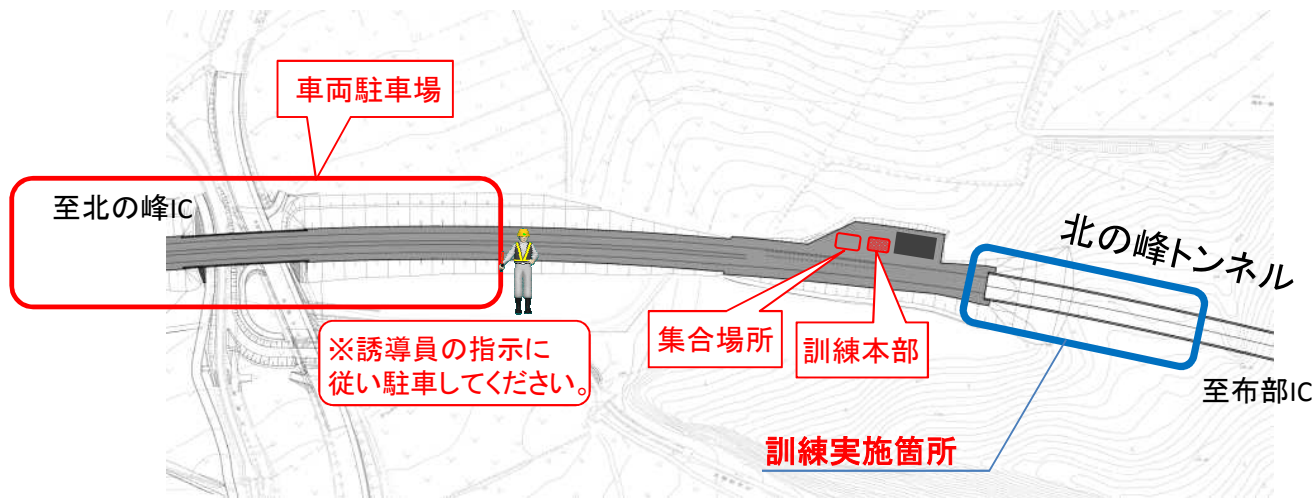 車両駐車場
至北の峰IC
北の峰トンネル
※誘導員の指示に
従い駐車してください。
集合場所
訓練本部
至布部IC
訓練実施箇所